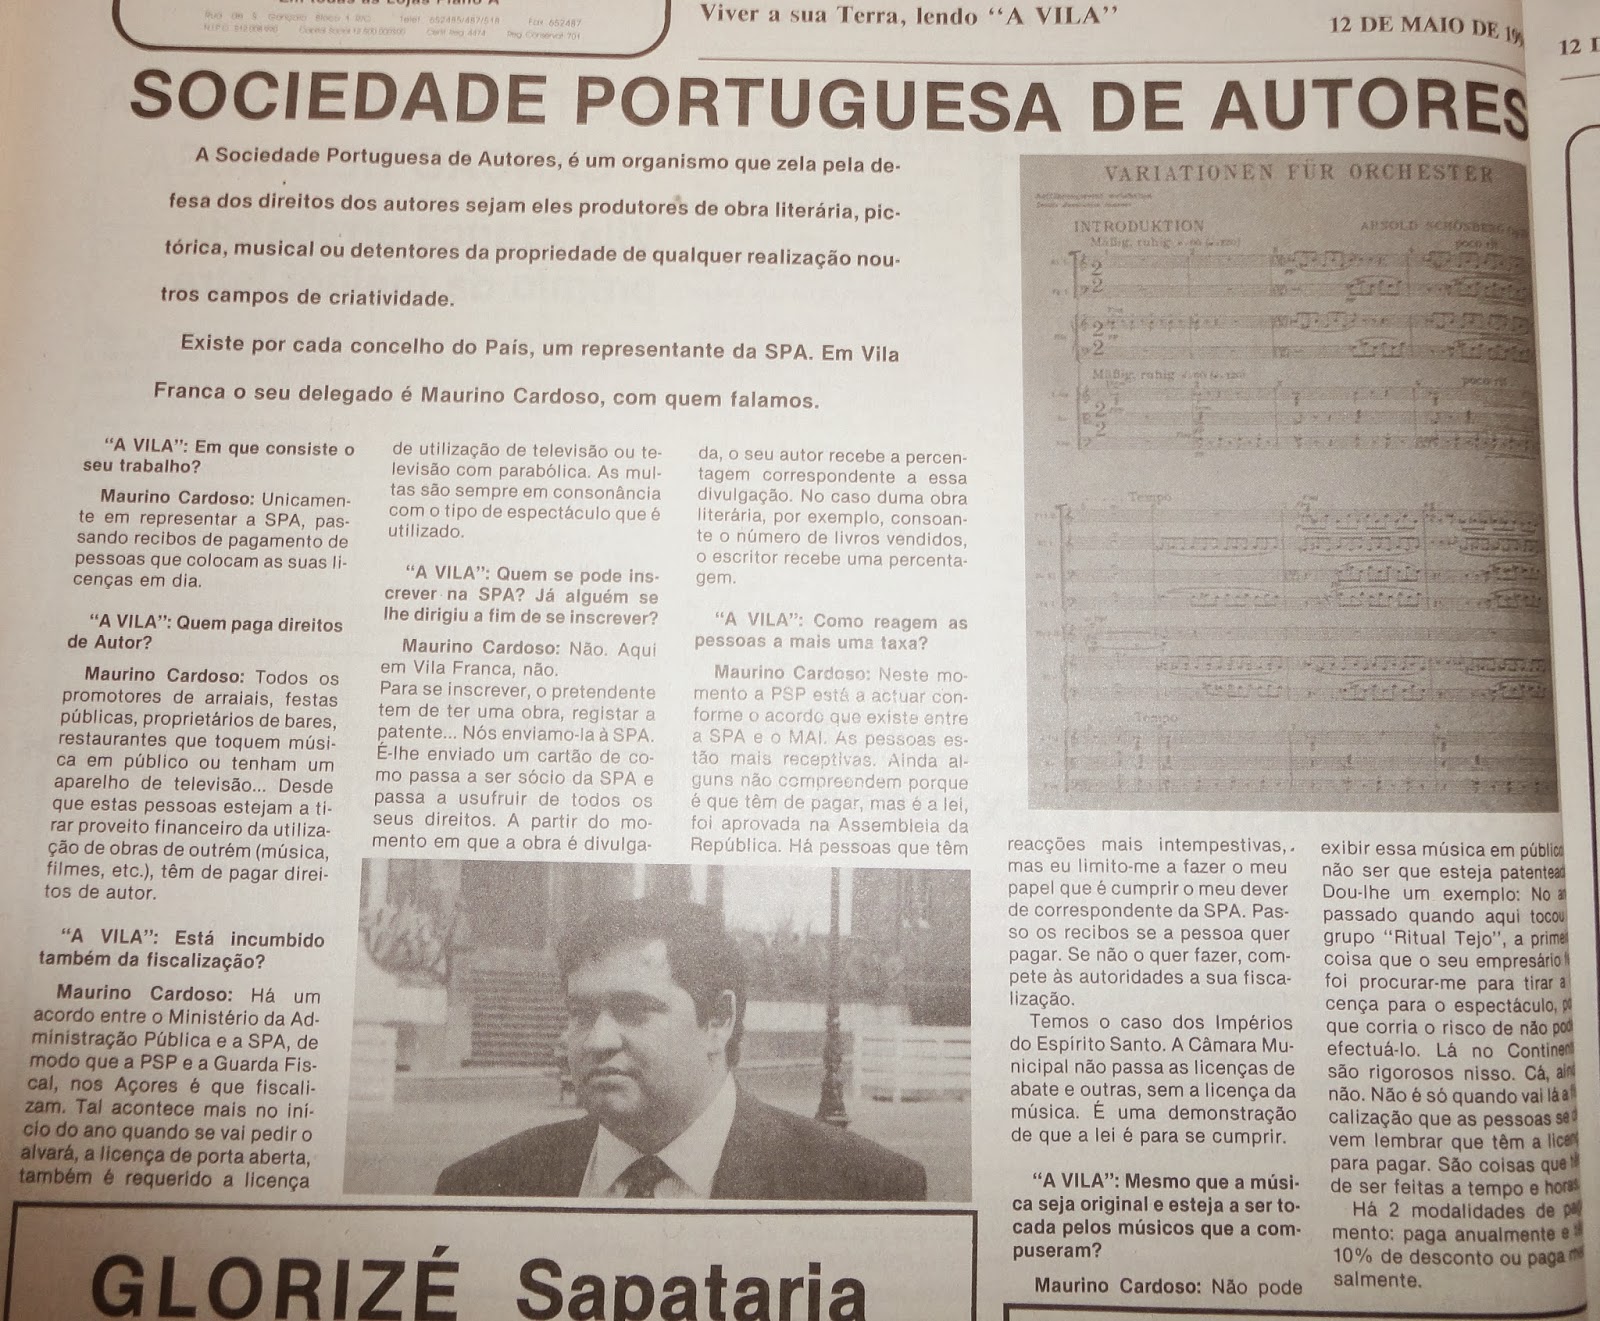 Rua de S. Gonçalo Bloco 1 R/C Telef. 652485/487/518 Fax 652487
Viver a sua Terra, lendo "A VILA"
12 DE MAIO DE
12
SOCIEDADE PORTUGUESA DE AUTORES
A Sociedade Portuguesa de Autores, é um organismo que zela pela de-
fesa dos direitos dos autores sejam eles produtores de obra literária, pic-
tórica, musical ou detentores da propriedade de qualquer realização nou-
tros campos de criatividade.
Existe por cada concelho do País, um representante da SPA. Em Vila
Franca o seu delegado é Maurino Cardoso, com quem falamos.
"A VILA": Em que consiste o
seu trabalho?
Maurino Cardoso: Unicamen-
te em representar a SPA, pas-
sando recibos de pagamento de
pessoas que colocam as suas li-
cenças em dia.
"A VILA": Quem paga direitos
de Autor?
Maurino Cardoso: Todos os
promotores de arraiais, festas
públicas, proprietários de bares,
restaurantes que toquem músi-
ca em público ou tenham um
aparelho de televisão... Desde
que estas pessoas estejam a ti-
rar proveito financeiro da utiliza-
ção de obras de outrém (música,
filmes, etc.), têm de pagar direi-
tos de autor.
"A VILA": Está incumbido
também da fiscalização?
Maurino Cardoso: Há um
acordo entre o Ministério da Ad-
ministração Pública e a SPA, de
modo que a PSP e a Guarda Fis-
cal, nos Açores é que fiscali-
zam. Tal acontece mais no iní-
cio do ano quando se vai pedir o
alvará, a licença de porta aberta,
também é requerido a licença
de utilização de televisão ou te-
levisão com parabólica. As mul-
tas são sempre em consonância
com o tipo de espectáculo que é
utilizado.
"A VILA": Quem se pode ins-
crever na SPA? Já alguém se
lhe dirigiu a fim de se inscrever?
Maurino Cardoso: Não. Aqui
em Vila Franca, não.
Para se inscrever, o pretendente
tem de ter uma obra, registar a
patente... Nós enviamo-la à SPA.
É-lhe enviado um cartão de co-
mo passa a ser sócio da SPA e
passa a usufruir de todos os
seus direitos. A partir do mo-
mento em que a obra é divulga-
da, o seu autor recebe a percen-
tagem correspondente a essa
divulgação. No caso duma obra
literária, por exemplo, consoan-
te o número de livros vendidos,
o escritor recebe uma percenta-
gem.
"A VILA": Como reagem as
pessoas a mais uma taxa?
Maurino Cardoso: Neste mo-
mento a PSP está a actuar con-
forme o acordo que existe entre
a SPA e o MAI. As pessoas es-
tão mais receptivas. Ainda al-
guns não compreendem porque
é que têm de pagar, mas é a lei,
foi aprovada na Assembleia da
República. Há pessoas que têm
VARIATIONEN FÜR ORCHESTER
INTRODUKTION
ARNOLD SCHÖNBERG
Mäßig, ruhig
poco rit
Mäßig, ruhig
poco rit
Tempo
Tempo
reacções mais intempestivas,
mas eu limito-me a fazer o meu
papel que é cumprir o meu dever
de correspondente da SPA. Pas-
so os recibos se a pessoa quer
pagar. Se não o quer fazer, com-
pete às autoridades a sua fisca-
lização.
Temos o caso dos Impérios
do Espírito Santo. A Câmara Mu-
nicipal não passa as licenças de
abate e outras, sem a licença da
música. É uma demonstração
de que a lei é para se cumprir.
"A VILA": Mesmo que a músi-
ca seja original e esteja a ser to-
cada pelos músicos que a com-
puseram?
Maurino Cardoso: Não pode
exibir essa música em público
não ser que esteja
Dou-lhe um exemplo: No
passado quando aqui tocou
grupo "Ritual Tejo", a
coisa que o seu empresário
foi procurar-me para tirar a
cença para o espectáculo,
que corria o risco de não
efectuá-lo. Lá no
são rigorosos nisso. Cá,
não. Não é só quando vai lá a
calização que as pessoas
vem lembrar que têm a
para pagar. São coisas que
de ser feitas a tempo e horas
Há 2 modalidades de
mento: paga anualmente e
10% de desconto ou paga
salmente.
GLORIZÉ Sapataria